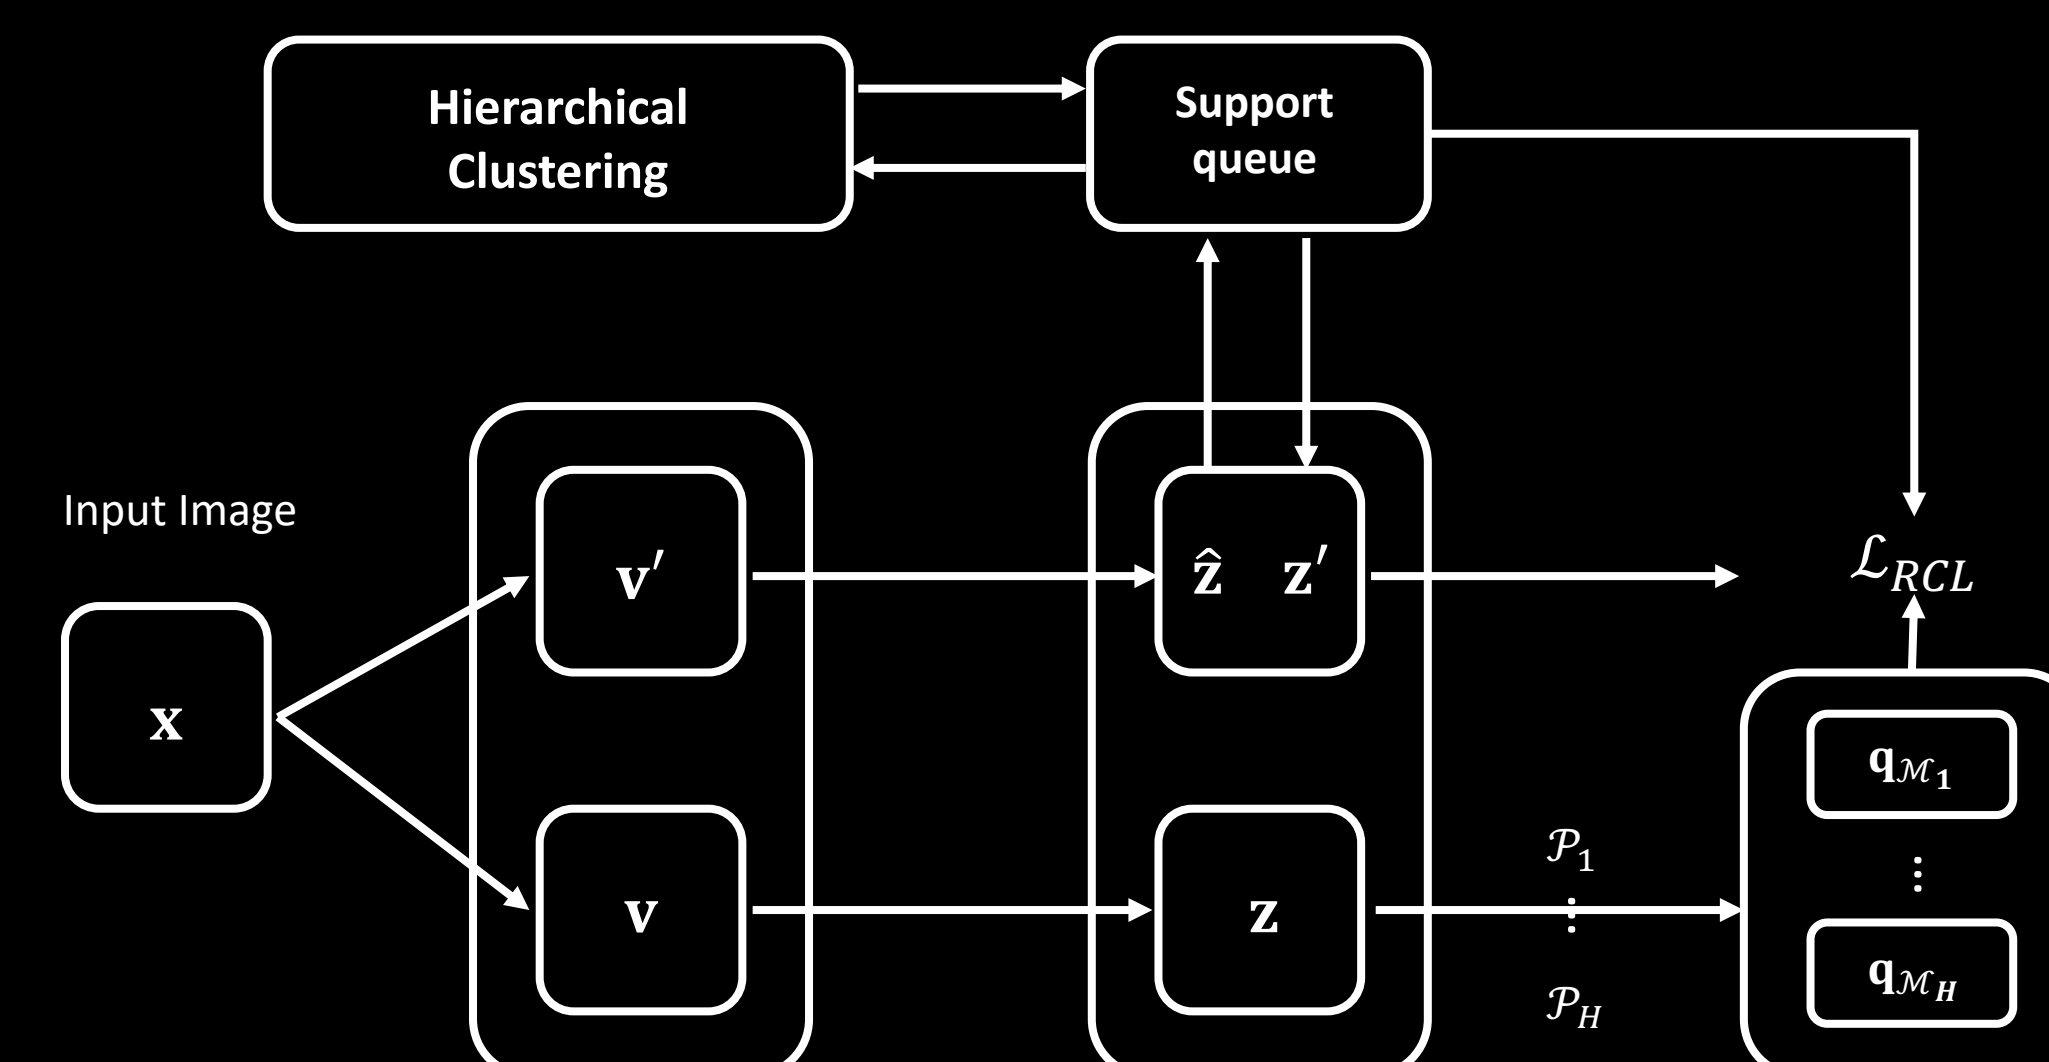 Hierarchical
Clustering
Support
queue
Input Image
x
v′
v
ẑ z′
z
𝒫₁
⋮
𝒫_H
ℒ_RCL
q_ℳ₁
⋮
q_ℳ_H